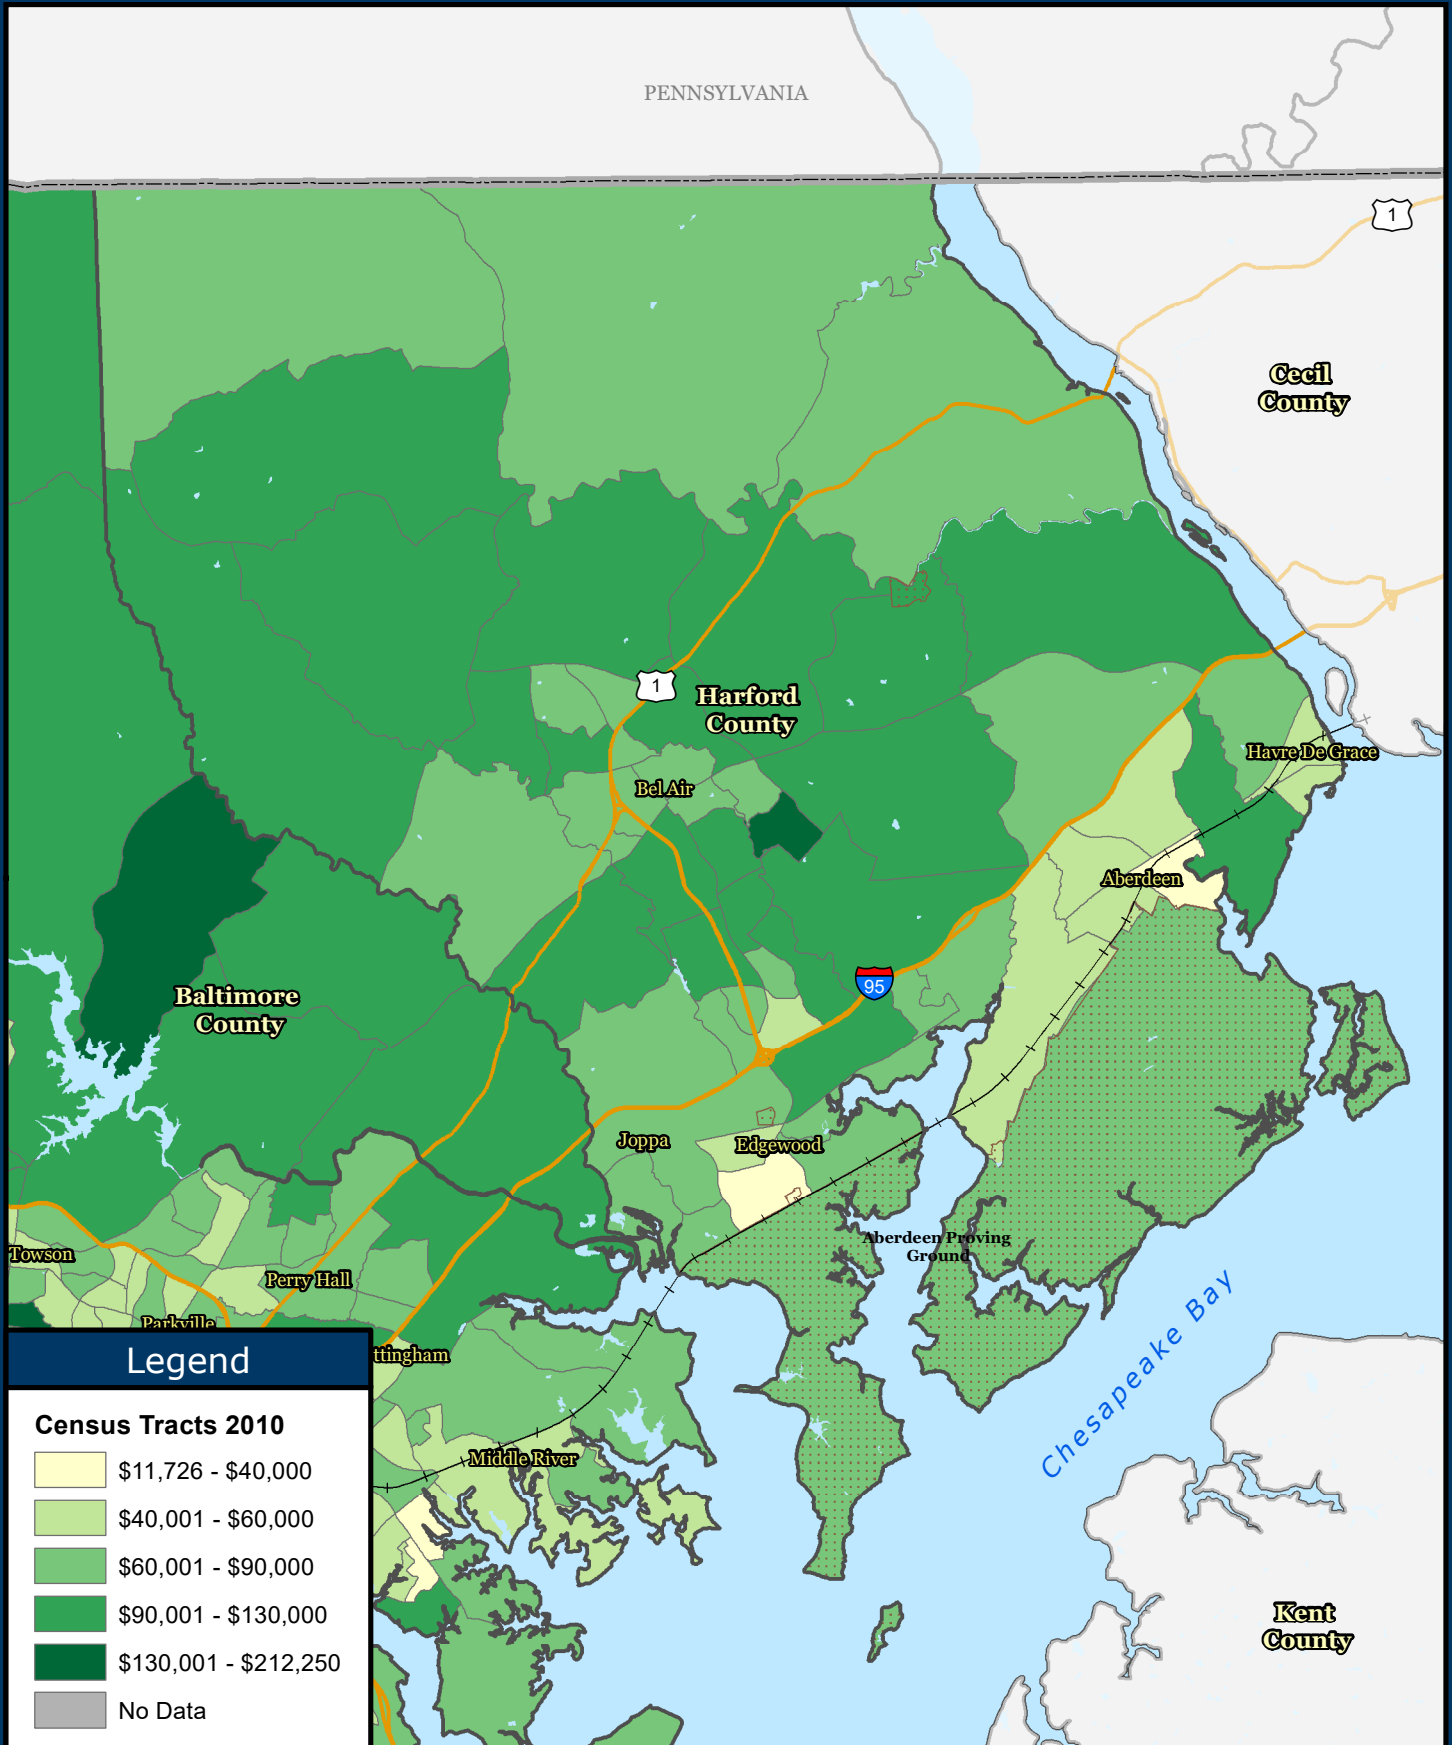 PENNSYLVANIA
1
Cecil
County
1
Harford
County
Havre De Grace
Bel Air
Aberdeen
95
Baltimore
County
Joppa
Edgewood
Aberdeen Proving
Ground
Towson
Perry Hall
Parkville
ttingham
Chesapeake Bay
Middle River
Kent
County
Legend
Census Tracts 2010
$11,726 - $40,000
$40,001 - $60,000
$60,001 - $90,000
$90,001 - $130,000
$130,001 - $212,250
No Data